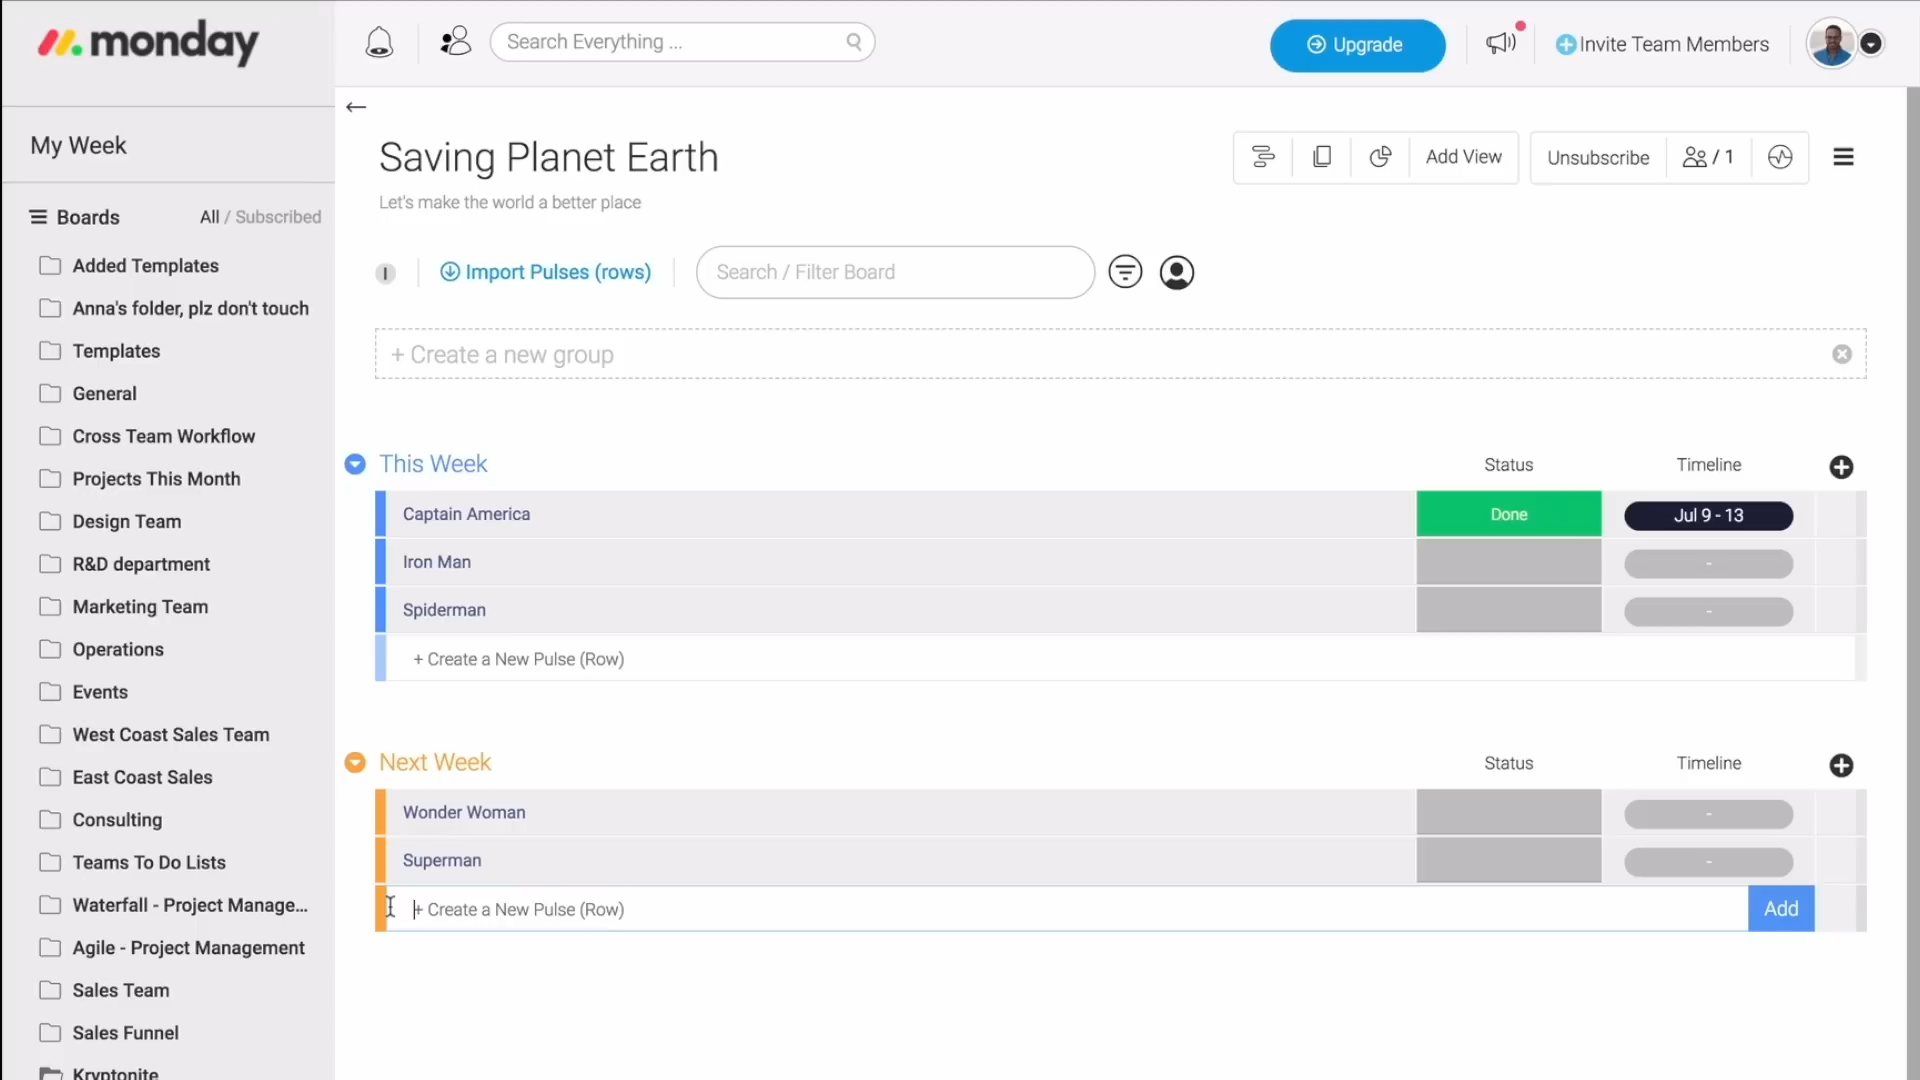 monday
Search Everything ...
Upgrade
Invite Team Members
My Week
Boards
All / Subscribed
Added Templates
Anna's folder, plz don't touch
Templates
General
Cross Team Workflow
Projects This Month
Design Team
R&D department
Marketing Team
Operations
Events
West Coast Sales Team
East Coast Sales
Consulting
Teams To Do Lists
Waterfall - Project Manage...
Agile - Project Management
Sales Team
Sales Funnel
Kryptonite
Saving Planet Earth
Let's make the world a better place
Add View
Unsubscribe
/ 1
Import Pulses (rows)
Search / Filter Board
+ Create a new group
This Week Status Timeline
Captain America Done Jul 9 - 13
Iron Man -
Spiderman -
+ Create a New Pulse (Row)
Next Week Status Timeline
Wonder Woman -
Superman -
+ Create a New Pulse (Row) Add